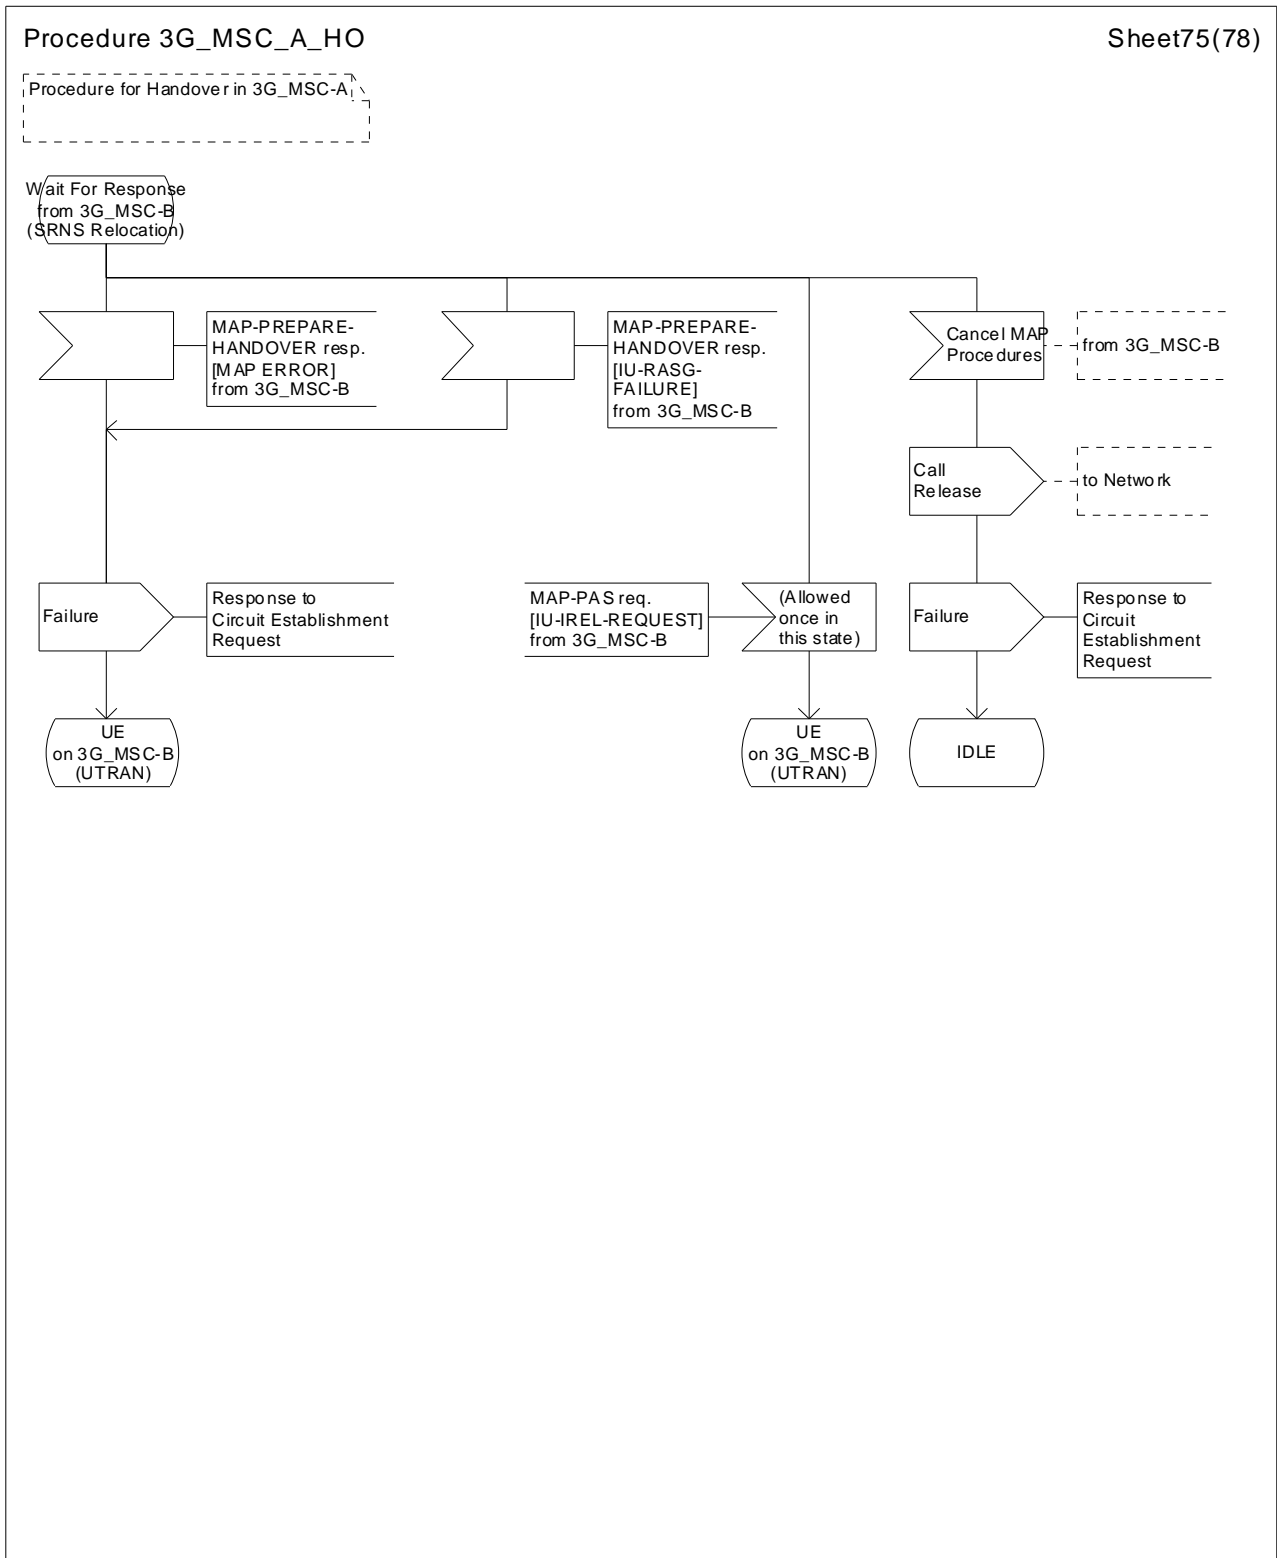 Procedure 3G_MSC_A_HO
Sheet75(78)
Procedure for Handover in 3G_MSC-A
Wait For Response
from 3G_MSC-B
(SRNS Relocation)
MAP-PREPARE-
HANDOVER resp.
[MAP ERROR]
from 3G_MSC-B
MAP-PREPARE-
HANDOVER resp.
[IU-RASG-
FAILURE]
from 3G_MSC-B
Cancel MAP
Procedures
from 3G_MSC-B
Call
Release
to Network
Failure
Response to
Circuit Establishment
Request
MAP-PAS req.
[IU-IREL-REQUEST]
from 3G_MSC-B
(Allowed
once in
this state)
Failure
Response to
Circuit
Establishment
Request
UE
on 3G_MSC-B
(UTRAN)
UE
on 3G_MSC-B
(UTRAN)
IDLE